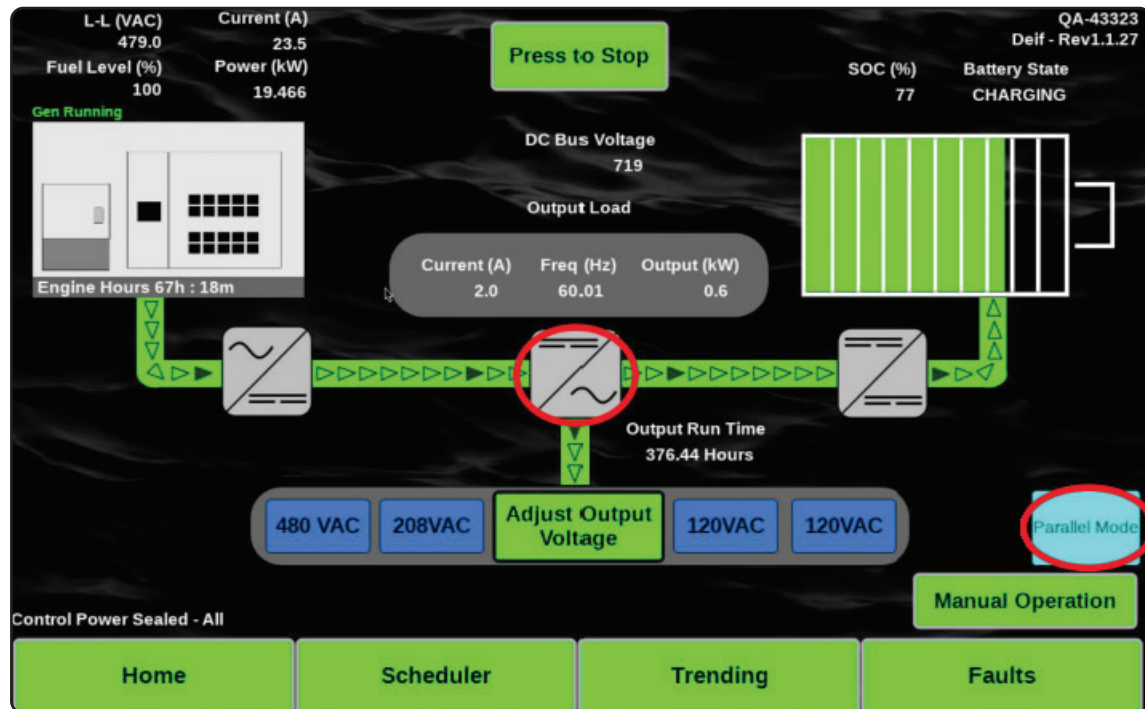 L-L (VAC) Current (A)
479.0 23.5
Fuel Level (%) Power (kW)
100 19.466
Gen Running
Press to Stop
QA-43323
Deif - Rev1.1.27
SOC (%) Battery State
77 CHARGING
DC Bus Voltage
719
Output Load
Current (A) Freq (Hz) Output (kW)
2.0 60.01 0.6
Engine Hours 67h : 18m
Output Run Time
376.44 Hours
480 VAC 208VAC Adjust Output Voltage 120VAC 120VAC
Parallel Mode
Manual Operation
Control Power Sealed - All
Home Scheduler Trending Faults